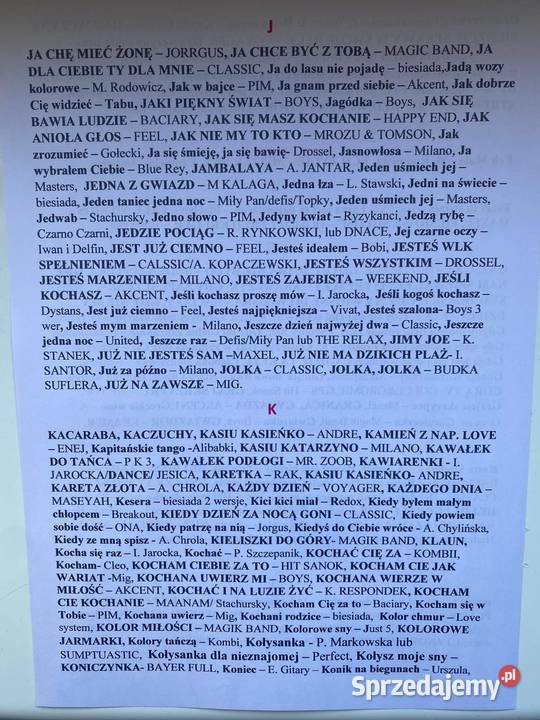 J
JA CHĘ MIEĆ ŻONĘ – JORRGUS, JA CHCE BYĆ Z TOBĄ – MAGIC BAND, JA
DLA CIEBIE TY DLA MNIE – CLASSIC, Ja do lasu nie pojadę – biesiada,Jadą wozy
kolorowe – M. Rodowicz, Jak w bajce – PIM, Ja gnam przed siebie – Akcent, Jak dobrze
Cię widzieć – Tabu, JAKI PIĘKNY ŚWIAT – BOYS, Jagódka – Boys, JAK SIĘ
BAWIA LUDZIE – BACIARY, JAK SIĘ MASZ KOCHANIE – HAPPY END, JAK
ANIOŁA GŁOS – FEEL, JAK NIE MY TO KTO – MROZU & TOMSON, Jak
zrozumieć – Gołecki, Ja się śmieję, ja się bawię- Drossel, Jasnowłosa – Milano, Ja
wybrałem Ciebie – Blue Rey, JAMBALAYA – A. JANTAR, Jeden uśmiech jej –
Masters, JEDNA Z GWIAZD – M KALAGA, Jedna łza – L. Stawski, Jedni na świecie –
biesiada, Jeden taniec jedna noc – Miły Pan/defis/Topky, Jeden uśmiech jej – Masters,
Jedwab – Stachursky, Jedno słowo – PIM, Jedyny kwiat – Ryzykanci, Jedzą rybę –
Czarno Czarni, JEDZIE POCIĄG – R. RYNKOWSKI, lub DNACE, Jej czarne oczy –
Iwan i Delfin, JEST JUŻ CIEMNO – FEEL, Jesteś ideałem – Bobi, JESTEŚ WLK
SPEŁNIENIEM – CALSSIC/A. KOPACZEWSKI, JESTEŚ WSZYSTKIM – DROSSEL,
JESTEŚ MARZENIEM – MILANO, JESTEŚ ZAJEBISTA – WEEKEND, JEŚLI
KOCHASZ – AKCENT, Jeśli kochasz proszę mów – I. Jarocka, Jeśli kogoś kochasz –
Dystans, Jest już ciemno – Feel, Jesteś najpiękniejsza – Vivat, Jesteś szalona- Boys 3
wer, Jesteś mym marzeniem - Milano, Jeszcze dzień najwyżej dwa – Classic, Jeszcze
jedna noc – United, Jeszcze raz – Defis/Miły Pan lub THE RELAX, JIMY JOE – K.
STANEK, JUŻ NIE JESTEŚ SAM –MAXEL, JUŻ NIE MA DZIKICH PLAŻ- I.
SANTOR, Już za późno – Milano, JOLKA – CLASSIC, JOLKA, JOLKA – BUDKA
SUFLERA, JUŻ NA ZAWSZE – MIG.
K
KACARABA, KACZUCHY, KASIU KASIEŃKO – ANDRE, KAMIEŃ Z NAP. LOVE
– ENEJ, Kapitańskie tango -Alibabki, KASIU KATARZYNO – MILANO, KAWAŁEK
DO TAŃCA – P K 3, KAWAŁEK PODŁOGI – MR. ZOOB, KAWIARENKI - I.
JAROCKA/DANCE/ JESICA, KARETKA – RAK, KASIU KASIEŃKO- ANDRE,
KARETA ZŁOTA – A. CHROLA, KAŻDY DZIEŃ – VOYAGER, KAŻDEGO DNIA –
MASEYAH, Kesera – biesiada 2 wersje, Kici kici miał – Redox, Kiedy byłem małym
chłopcem – Breakout, KIEDY DZIEŃ ZA NOCĄ GONI – CLASSIC, Kiedy powiem
sobie dość – ONA, Kiedy patrzę na nią – Jorgus, Kiedyś do Ciebie wróce - A. Chylińska,
Kiedy ze mną spisz - A. Chrola, KIELISZKI DO GÓRY- MAGIK BAND, KLAUN,
Kocha się raz – I. Jarocka, Kochać – P. Szczepanik, KOCHAĆ CIĘ ZA – KOMBII,
Kocham- Cleo, KOCHAM CIEBIE ZA TO – HIT SANOK, KOCHAM CIE JAK
WARIAT -Mig, KOCHANA UWIERZ MI – BOYS, KOCHANA WIERZE W
MIŁOŚĆ – AKCENT, KOCHAĆ I NA LUZIE ŻYĆ – K. RESPONDEK, KOCHAM
CIE KOCHANIE – MAANAM/ Stachursky, Kocham Cię za to – Baciary, Kocham się w
Tobie – PIM, Kochana uwierz – Mig, Kochani rodzice – biesiada, Kolor chmur – Love
system, KOLOR MIŁOŚCI – MAGIK BAND, Kolorowe sny – Just 5, KOLOROWE
JARMARKI, Kolory tańczą – Kombi, Kołysanka - P. Markowska lub
SUMPTUASTIC, Kołysanka dla nieznajomej – Perfect, Kołysz moje sny –
KONICZYNKA- BAYER FULL, Koniec – E. Gitary – Konik na biegunach – Urszula,
Sprzedajemy.pl